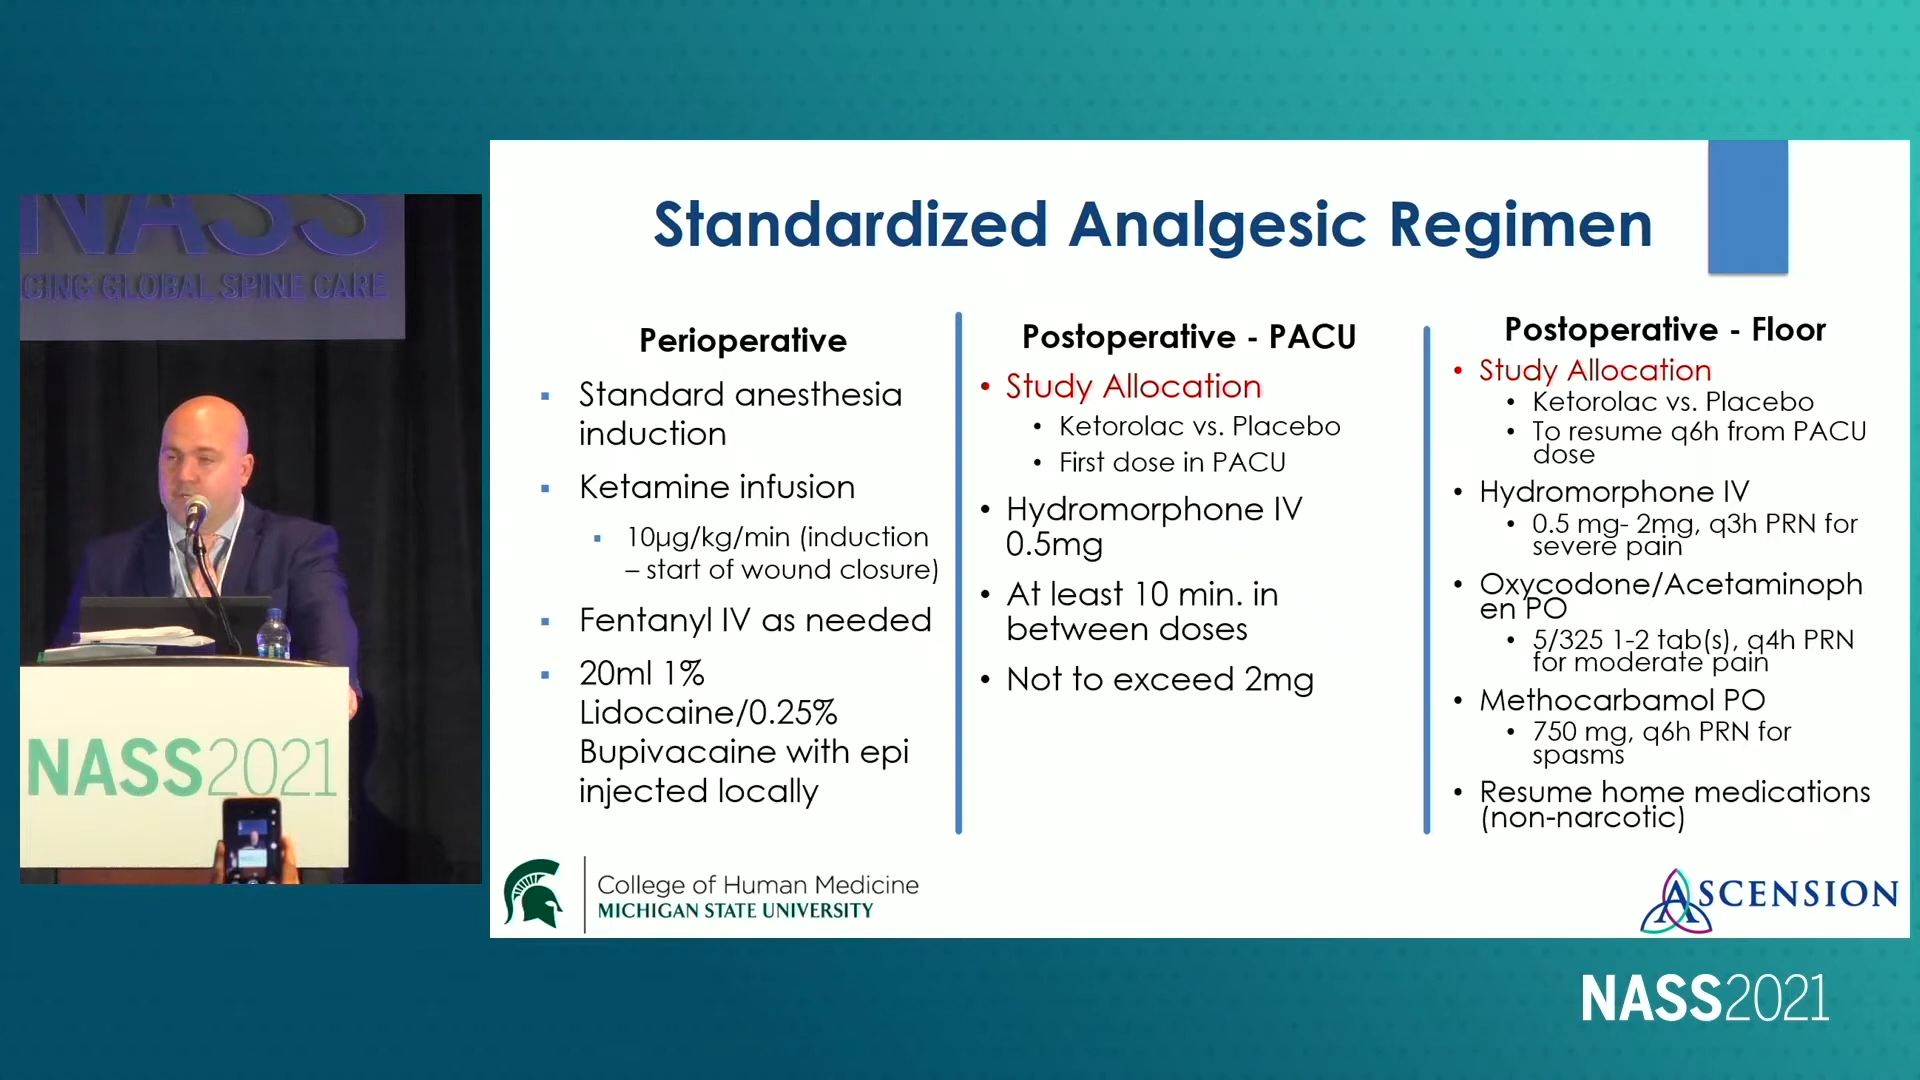 NASS
CING GLOBAL SPINE CARE
NASS2021
Standardized Analgesic Regimen
Perioperative
▪ Standard anesthesia
induction
▪ Ketamine infusion
▪ 10µg/kg/min (induction
– start of wound closure)
▪ Fentanyl IV as needed
▪ 20ml 1%
Lidocaine/0.25%
Bupivacaine with epi
injected locally
Postoperative - PACU
• Study Allocation
• Ketorolac vs. Placebo
• First dose in PACU
• Hydromorphone IV
0.5mg
• At least 10 min. in
between doses
• Not to exceed 2mg
Postoperative - Floor
• Study Allocation
• Ketorolac vs. Placebo
• To resume q6h from PACU
dose
• Hydromorphone IV
• 0.5 mg- 2mg, q3h PRN for
severe pain
• Oxycodone/Acetaminoph
en PO
• 5/325 1-2 tab(s), q4h PRN
for moderate pain
• Methocarbamol PO
• 750 mg, q6h PRN for
spasms
• Resume home medications
(non-narcotic)
College of Human Medicine
MICHIGAN STATE UNIVERSITY
ASCENSION
NASS2021